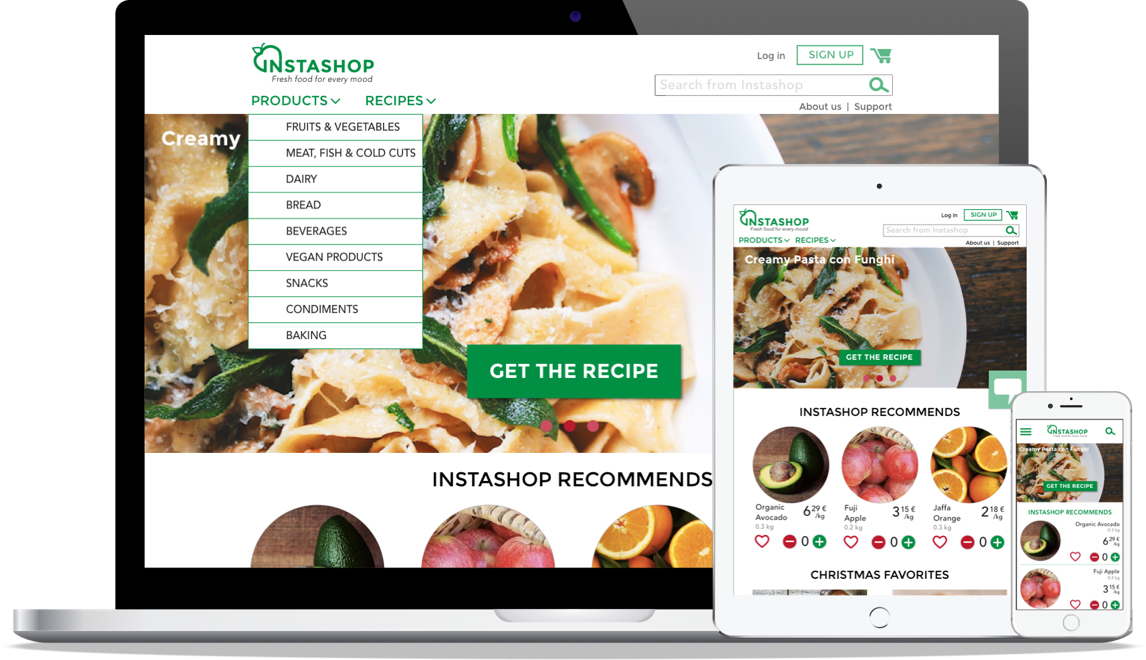 INSTASHOP
Fresh food for every mood
Log in
SIGN UP
Search from Instashop
PRODUCTS
RECIPES
About us | Support
Creamy
FRUITS & VEGETABLES
MEAT, FISH & COLD CUTS
DAIRY
BREAD
BEVERAGES
VEGAN PRODUCTS
SNACKS
CONDIMENTS
BAKING
GET THE RECIPE
INSTASHOP RECOMMENDS
INSTASHOP
Fresh food for every mood
Log in
SIGN UP
Search from Instashop
PRODUCTS
RECIPES
About us | Support
Creamy Pasta con Funghi
GET THE RECIPE
INSTASHOP RECOMMENDS
Organic Avocado
0.3 kg
6 29 € /kg
0
Fuji Apple
0.2 kg
3 15 € /kg
0
Jaffa Orange
0.3 kg
2 18 € /kg
0
CHRISTMAS FAVORITES
INSTASHOP
Fresh food for every mood
Creamy Pasta con Funghi
GET THE RECIPE
INSTASHOP RECOMMENDS
Organic Avocado
0.3 kg
6 29 € /kg
0
Fuji Apple
3 15 € /kg
0